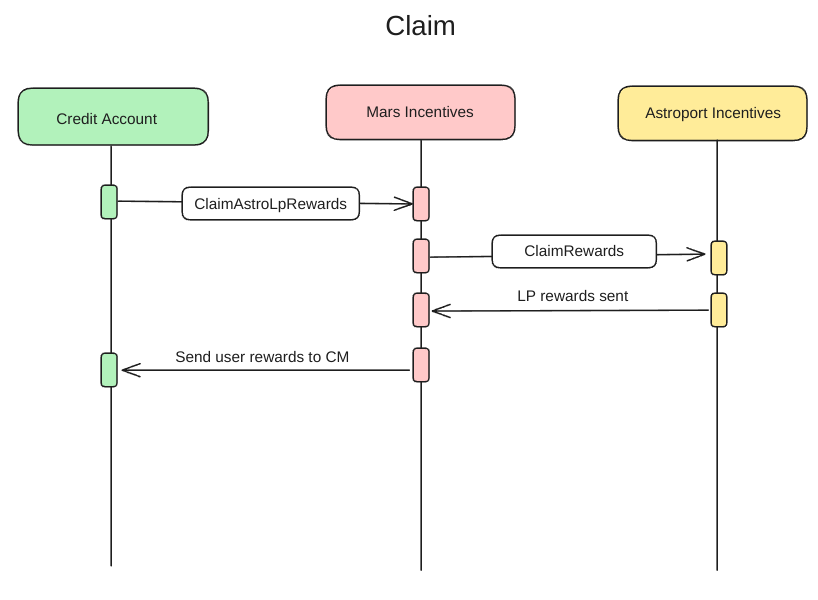 Claim
Credit Account
Mars Incentives
Astroport Incentives
ClaimAstroLpRewards
ClaimRewards
LP rewards sent
Send user rewards to CM